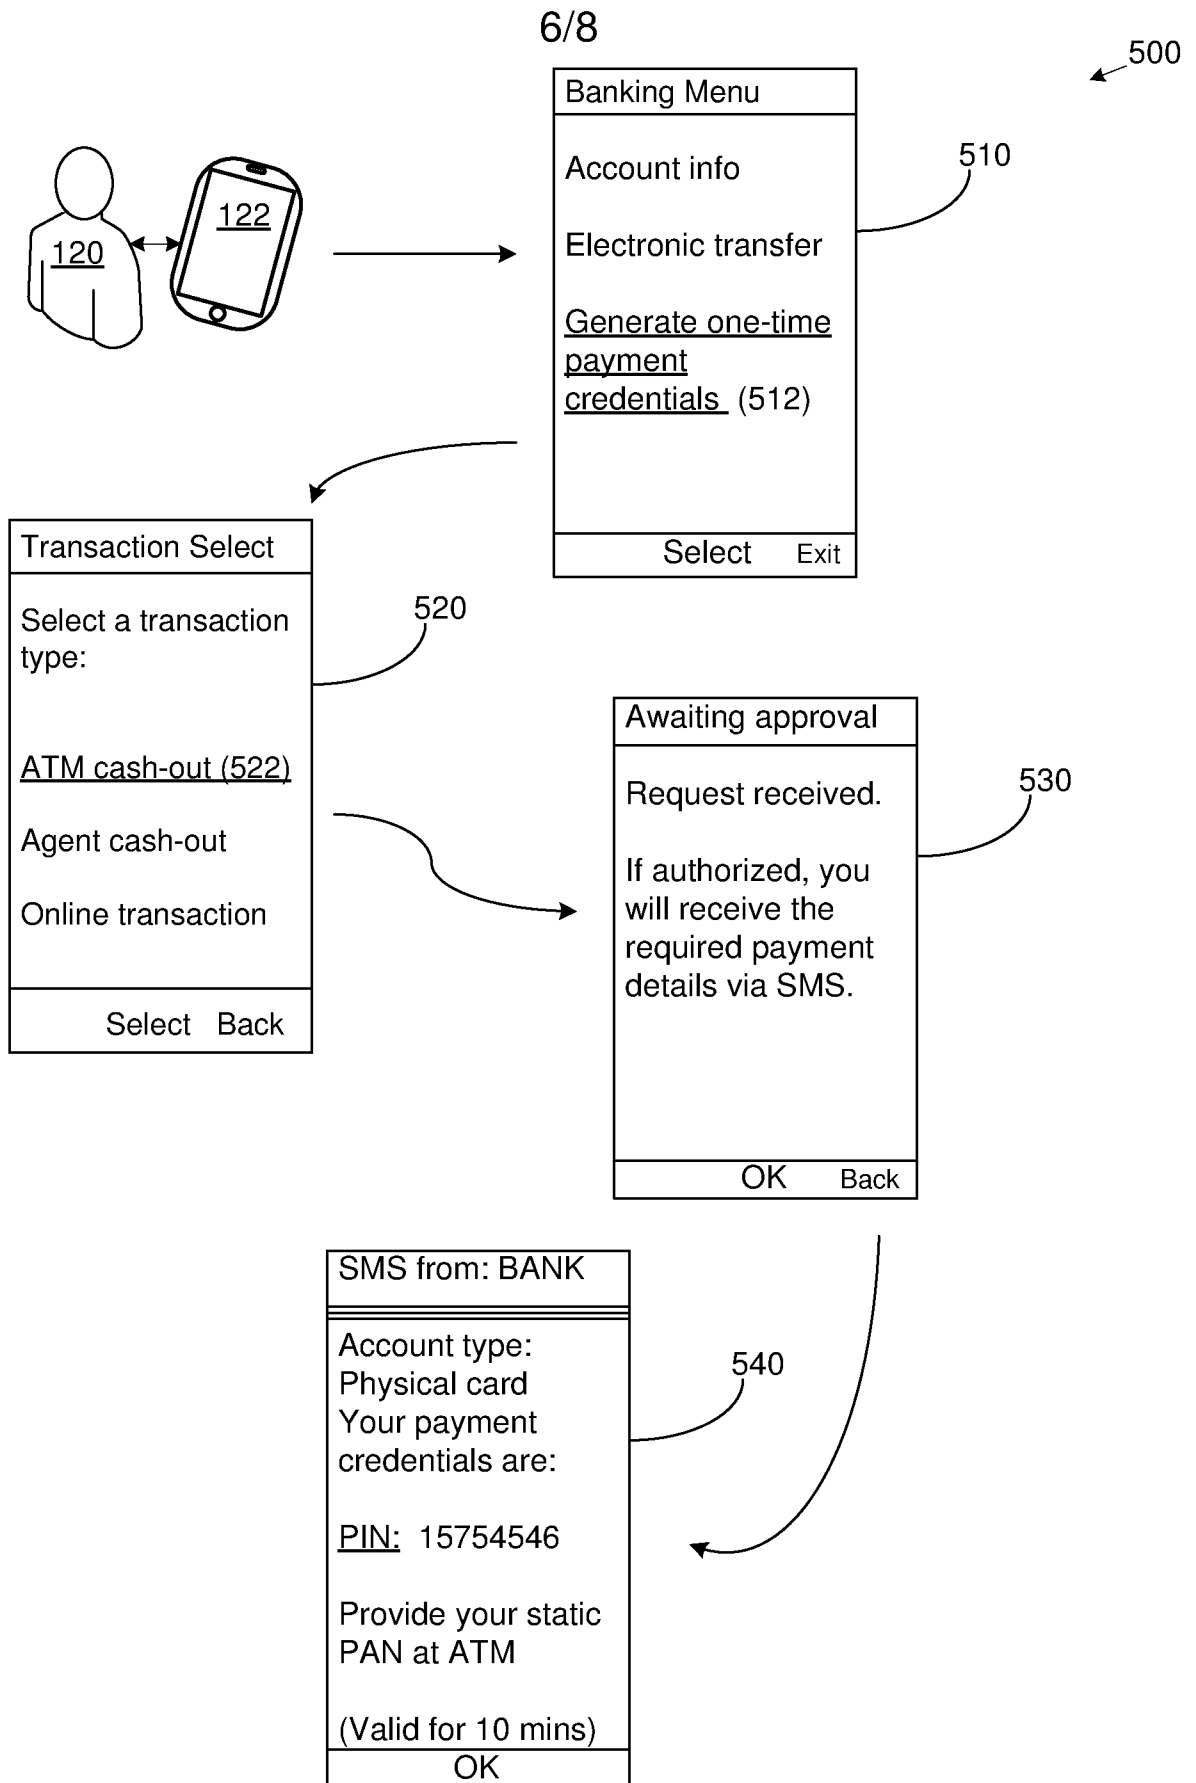 6/8
500
Banking Menu
Account info
510
Electronic transfer
122
120
Generate one-time
payment
credentials (512)
Select Exit
Transaction Select
Select a transaction
type:
520
ATM cash-out (522)
Agent cash-out
Online transaction
Select Back
Awaiting approval
Request received.
530
If authorized, you
will receive the
required payment
details via SMS.
OK Back
SMS from: BANK
Account type:
Physical card
Your payment
credentials are:
540
PIN: 15754546
Provide your static
PAN at ATM
(Valid for 10 mins)
OK